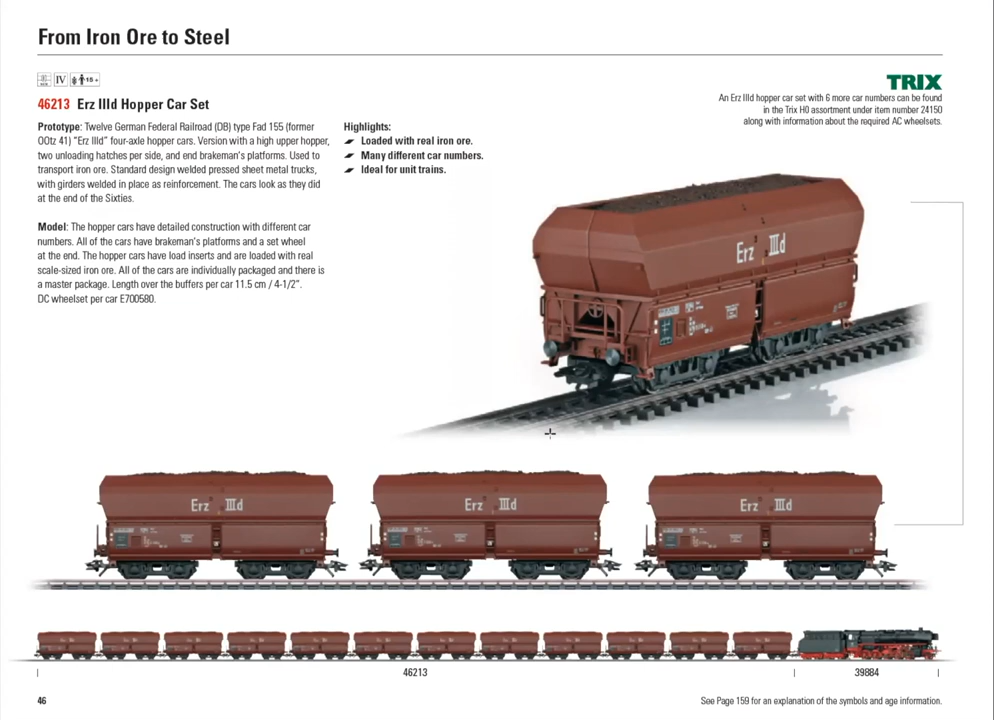 From Iron Ore to Steel
IV
15 +
TRIX
46213 Erz IIId Hopper Car Set
An Erz IIId hopper car set with 6 more car numbers can be found
in the Trix H0 assortment under item number 24150
along with information about the required AC wheelsets.
Prototype: Twelve German Federal Railroad (DB) type Fad 155 (former
OOtz 41) "Erz IIId" four-axle hopper cars. Version with a high upper hopper,
two unloading hatches per side, and end brakeman's platforms. Used to
transport iron ore. Standard design welded pressed sheet metal trucks,
with girders welded in place as reinforcement. The cars look as they did
at the end of the Sixties.
Highlights:
Loaded with real iron ore.
Many different car numbers.
Ideal for unit trains.
Model: The hopper cars have detailed construction with different car
numbers. All of the cars have brakeman's platforms and a set wheel
at the end. The hopper cars have load inserts and are loaded with real
scale-sized iron ore. All of the cars are individually packaged and there is
a master package. Length over the buffers per car 11.5 cm / 4-1/2".
DC wheelset per car E700580.
Erz IIId
Erz IIId
Erz IIId
Erz IIId
46213
39884
46
See Page 159 for an explanation of the symbols and age information.